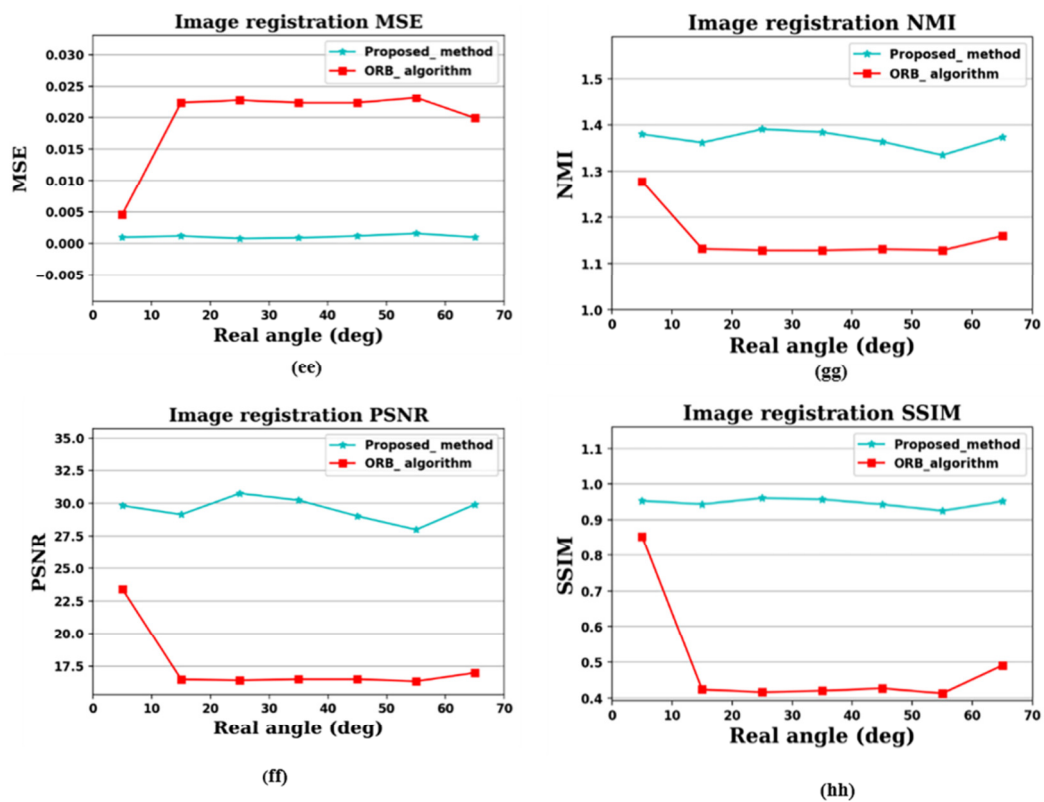 Image registration MSE
Proposed_ method
ORB_ algorithm
0.030
0.025
0.020
0.015
0.010
0.005
0.000
−0.005
MSE
0 10 20 30 40 50 60 70
Real angle (deg)
(ee)
Image registration NMI
Proposed_ method
ORB_ algorithm
1.5
1.4
1.3
1.2
1.1
1.0
NMI
0 10 20 30 40 50 60 70
Real angle (deg)
(gg)
Image registration PSNR
Proposed_ method
ORB_ algorithm
35.0
32.5
30.0
27.5
25.0
22.5
20.0
17.5
PSNR
0 10 20 30 40 50 60 70
Real angle (deg)
(ff)
Image registration SSIM
Proposed_method
ORB_algorithm
1.1
1.0
0.9
0.8
0.7
0.6
0.5
0.4
SSIM
0 10 20 30 40 50 60 70
Real angle (deg)
(hh)